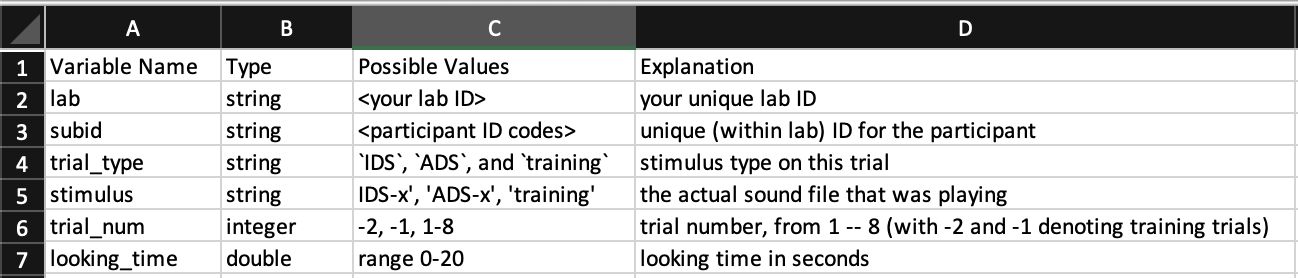 A B C D
1 Variable Name Type Possible Values Explanation
2 lab string <your lab ID> your unique lab ID
3 subid string <participant ID codes> unique (within lab) ID for the participant
4 trial_type string `IDS`, `ADS`, and `training` stimulus type on this trial
5 stimulus string IDS-x', 'ADS-x', 'training' the actual sound file that was playing
6 trial_num integer -2, -1, 1-8 trial number, from 1 -- 8 (with -2 and -1 denoting training trials)
7 looking_time double range 0-20 looking time in seconds